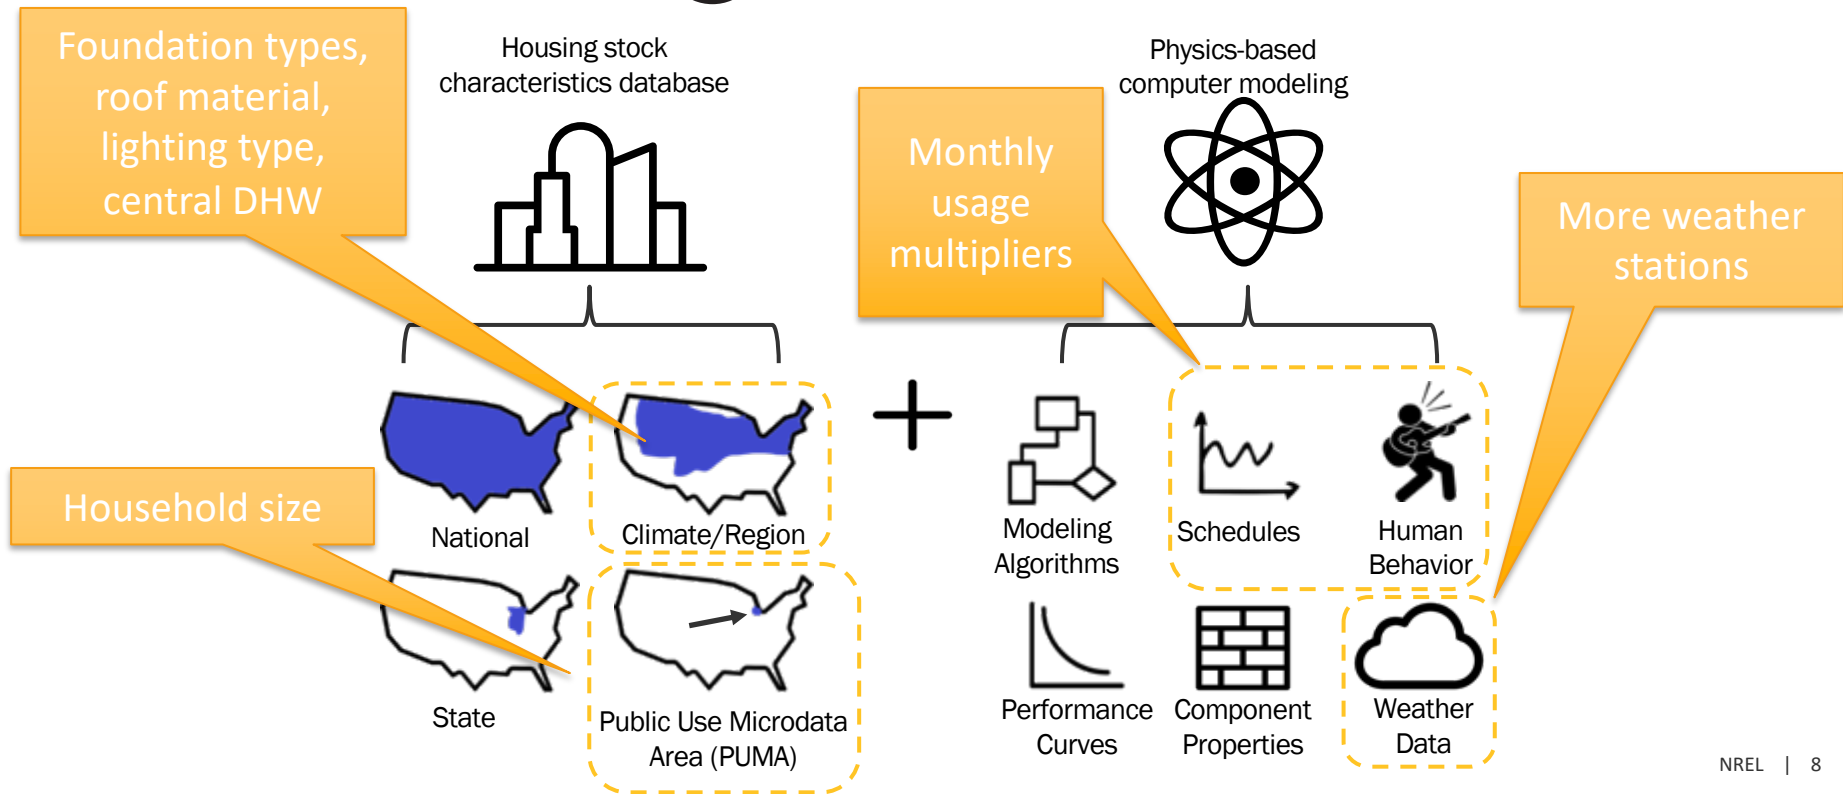 Foundation types,
roof material,
lighting type,
central DHW
Housing stock
characteristics database
Monthly
usage
multipliers
Physics-based
computer modeling
More weather
stations
Household size
National
Climate/Region
State
Public Use Microdata
Area (PUMA)
Modeling
Algorithms
Schedules
Human
Behavior
Performance
Curves
Component
Properties
Weather
Data
NREL | 8